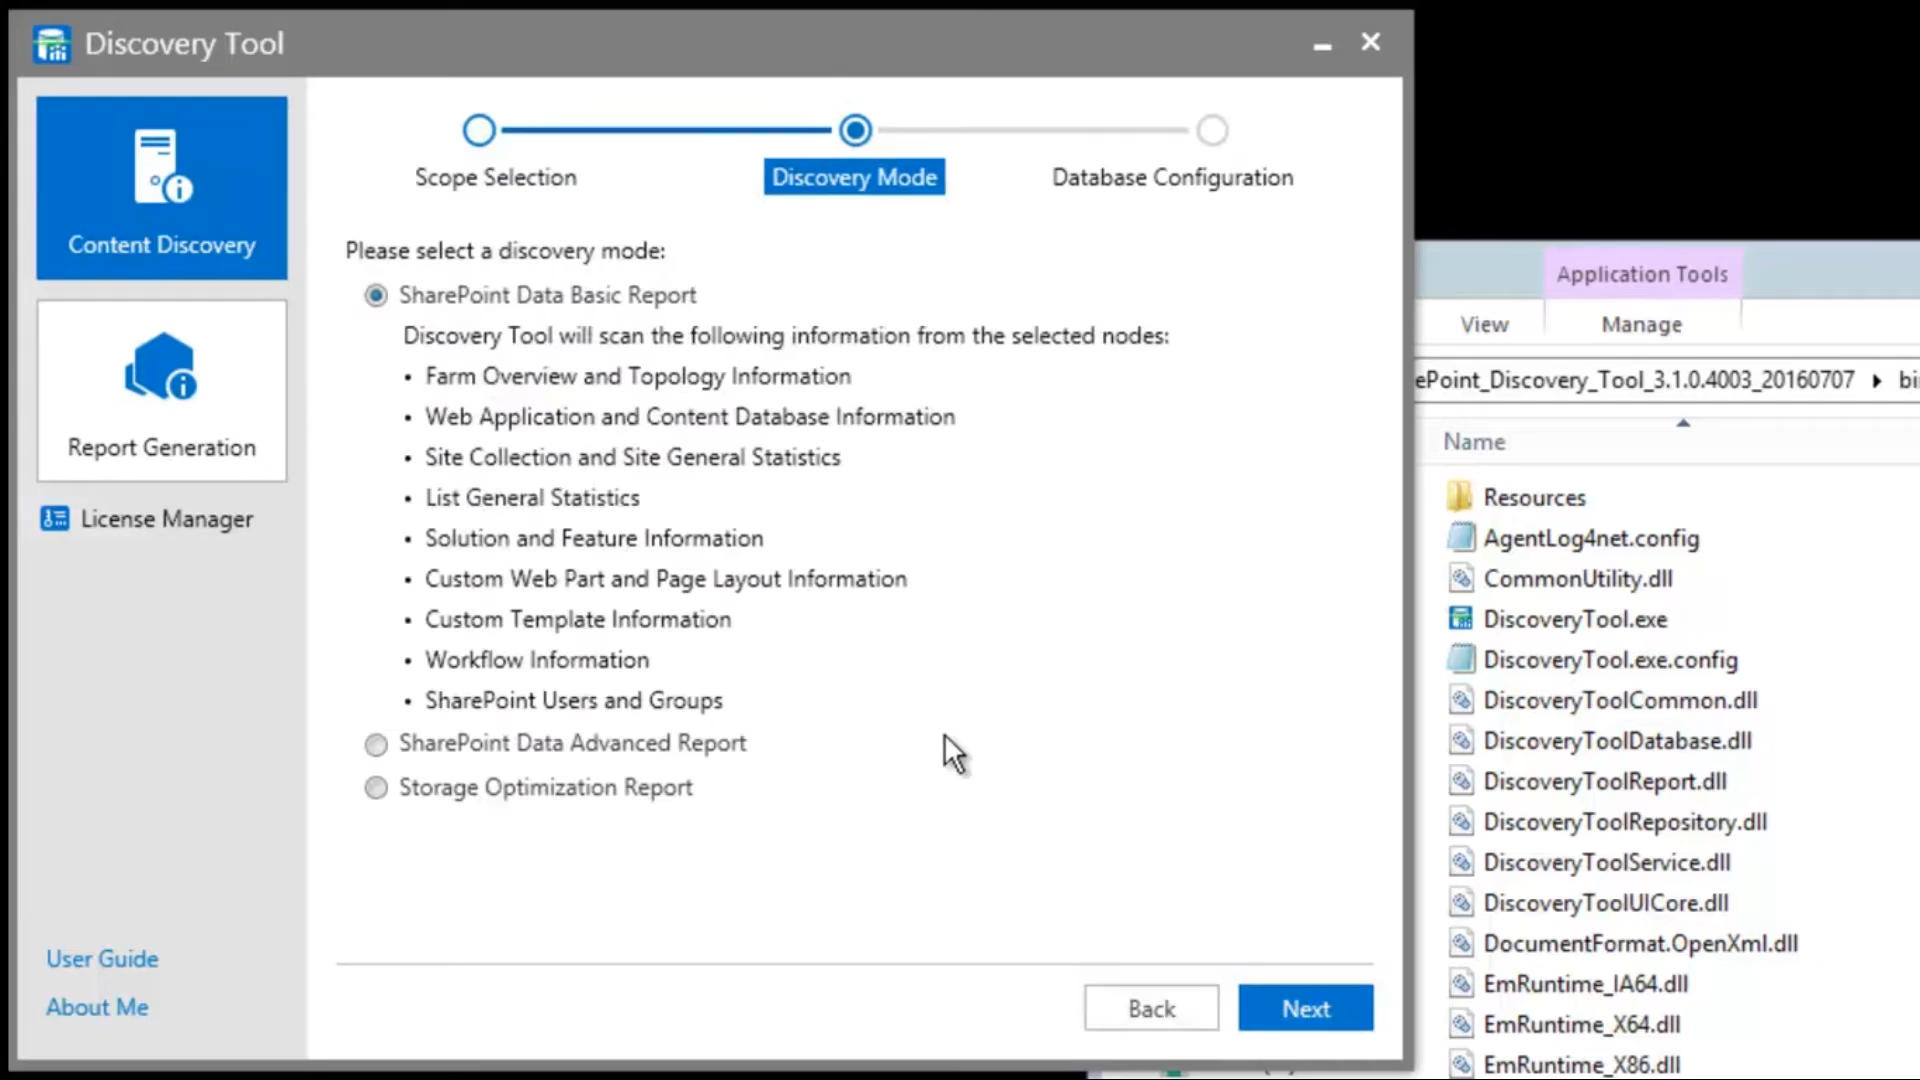 Discovery Tool
Content Discovery
Report Generation
License Manager
User Guide
About Me
Scope Selection
Discovery Mode
Database Configuration
Please select a discovery mode:
SharePoint Data Basic Report
Discovery Tool will scan the following information from the selected nodes:
• Farm Overview and Topology Information
• Web Application and Content Database Information
• Site Collection and Site General Statistics
• List General Statistics
• Solution and Feature Information
• Custom Web Part and Page Layout Information
• Custom Template Information
• Workflow Information
• SharePoint Users and Groups
SharePoint Data Advanced Report
Storage Optimization Report
Back
Next
Application Tools
View
Manage
ePoint_Discovery_Tool_3.1.0.4003_20160707
Name
Resources
AgentLog4net.config
CommonUtility.dll
DiscoveryTool.exe
DiscoveryTool.exe.config
DiscoveryToolCommon.dll
DiscoveryToolDatabase.dll
DiscoveryToolReport.dll
DiscoveryToolRepository.dll
DiscoveryToolService.dll
DiscoveryToolUICore.dll
DocumentFormat.OpenXml.dll
EmRuntime_IA64.dll
EmRuntime_X64.dll
EmRuntime_X86.dll